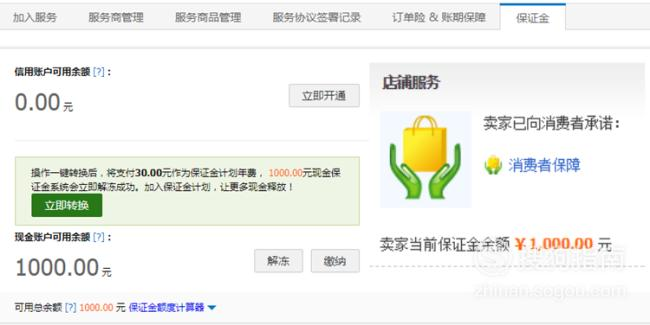 加入服务 服务商管理 服务商品管理 服务协议签署记录 订单险 & 账期保障 保证金
信用账户可用余额 [?]：
0.00 元
立即开通
操作一键转换后，将支付30.00元作为保证金计划年费， 1000.00元现金保
证金系统会立即解冻成功。加入保证金计划，让更多现金释放！
立即转换
现金账户可用余额 [?]：
1000.00 元
解冻 缴纳
可用总余额 [?] 1000.00 元 保证金额度计算器
店铺服务
卖家已向消费者承诺：
消费者保障
卖家当前保证金余额 ¥ 1,000.00 元
搜狗指南
zhinan.sogou.com